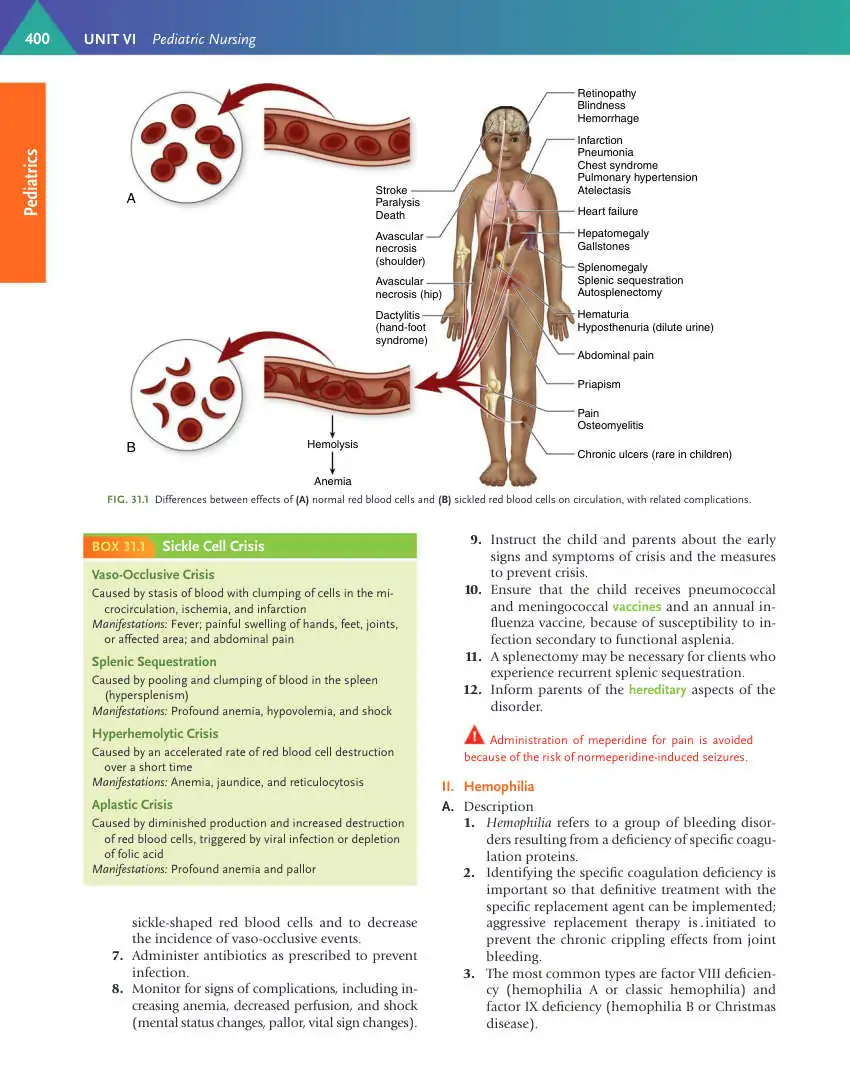 400 UNIT VI Pediatric Nursing
Pediatrics
A
Stroke
Paralysis
Death
Avascular
necrosis
(shoulder)
Avascular
necrosis (hip)
Dactylitis
(hand-foot
syndrome)
Retinopathy
Blindness
Hemorrhage
Infarction
Pneumonia
Chest syndrome
Pulmonary hypertension
Atelectasis
Heart failure
Hepatomegaly
Gallstones
Splenomegaly
Splenic sequestration
Autosplenectomy
Hematuria
Hyposthenuria (dilute urine)
Abdominal pain
Priapism
Pain
Osteomyelitis
Chronic ulcers (rare in children)
B
Hemolysis
Anemia
FIG. 31.1 Differences between effects of (A) normal red blood cells and (B) sickled red blood cells on circulation, with related complications.
BOX 31.1 Sickle Cell Crisis
Vaso-Occlusive Crisis
Caused by stasis of blood with clumping of cells in the mi-
crocirculation, ischemia, and infarction
Manifestations: Fever; painful swelling of hands, feet, joints,
or affected area; and abdominal pain
Splenic Sequestration
Caused by pooling and clumping of blood in the spleen
(hypersplenism)
Manifestations: Profound anemia, hypovolemia, and shock
Hyperhemolytic Crisis
Caused by an accelerated rate of red blood cell destruction
over a short time
Manifestations: Anemia, jaundice, and reticulocytosis
Aplastic Crisis
Caused by diminished production and increased destruction
of red blood cells, triggered by viral infection or depletion
of folic acid
Manifestations: Profound anemia and pallor
sickle-shaped red blood cells and to decrease
the incidence of vaso-occlusive events.
7. Administer antibiotics as prescribed to prevent
infection.
8. Monitor for signs of complications, including in-
creasing anemia, decreased perfusion, and shock
(mental status changes, pallor, vital sign changes).
9. Instruct the child and parents about the early
signs and symptoms of crisis and the measures
to prevent crisis.
10. Ensure that the child receives pneumococcal
and meningococcal vaccines and an annual in-
fluenza vaccine, because of susceptibility to in-
fection secondary to functional asplenia.
11. A splenectomy may be necessary for clients who
experience recurrent splenic sequestration.
12. Inform parents of the hereditary aspects of the
disorder.
Administration of meperidine for pain is avoided
because of the risk of normeperidine-induced seizures.
II. Hemophilia
A. Description
1. Hemophilia refers to a group of bleeding disor-
ders resulting from a deficiency of specific coagu-
lation proteins.
2. Identifying the specific coagulation deficiency is
important so that definitive treatment with the
specific replacement agent can be implemented;
aggressive replacement therapy is initiated to
prevent the chronic crippling effects from joint
bleeding.
3. The most common types are factor VIII deficien-
cy (hemophilia A or classic hemophilia) and
factor IX deficiency (hemophilia B or Christmas
disease).